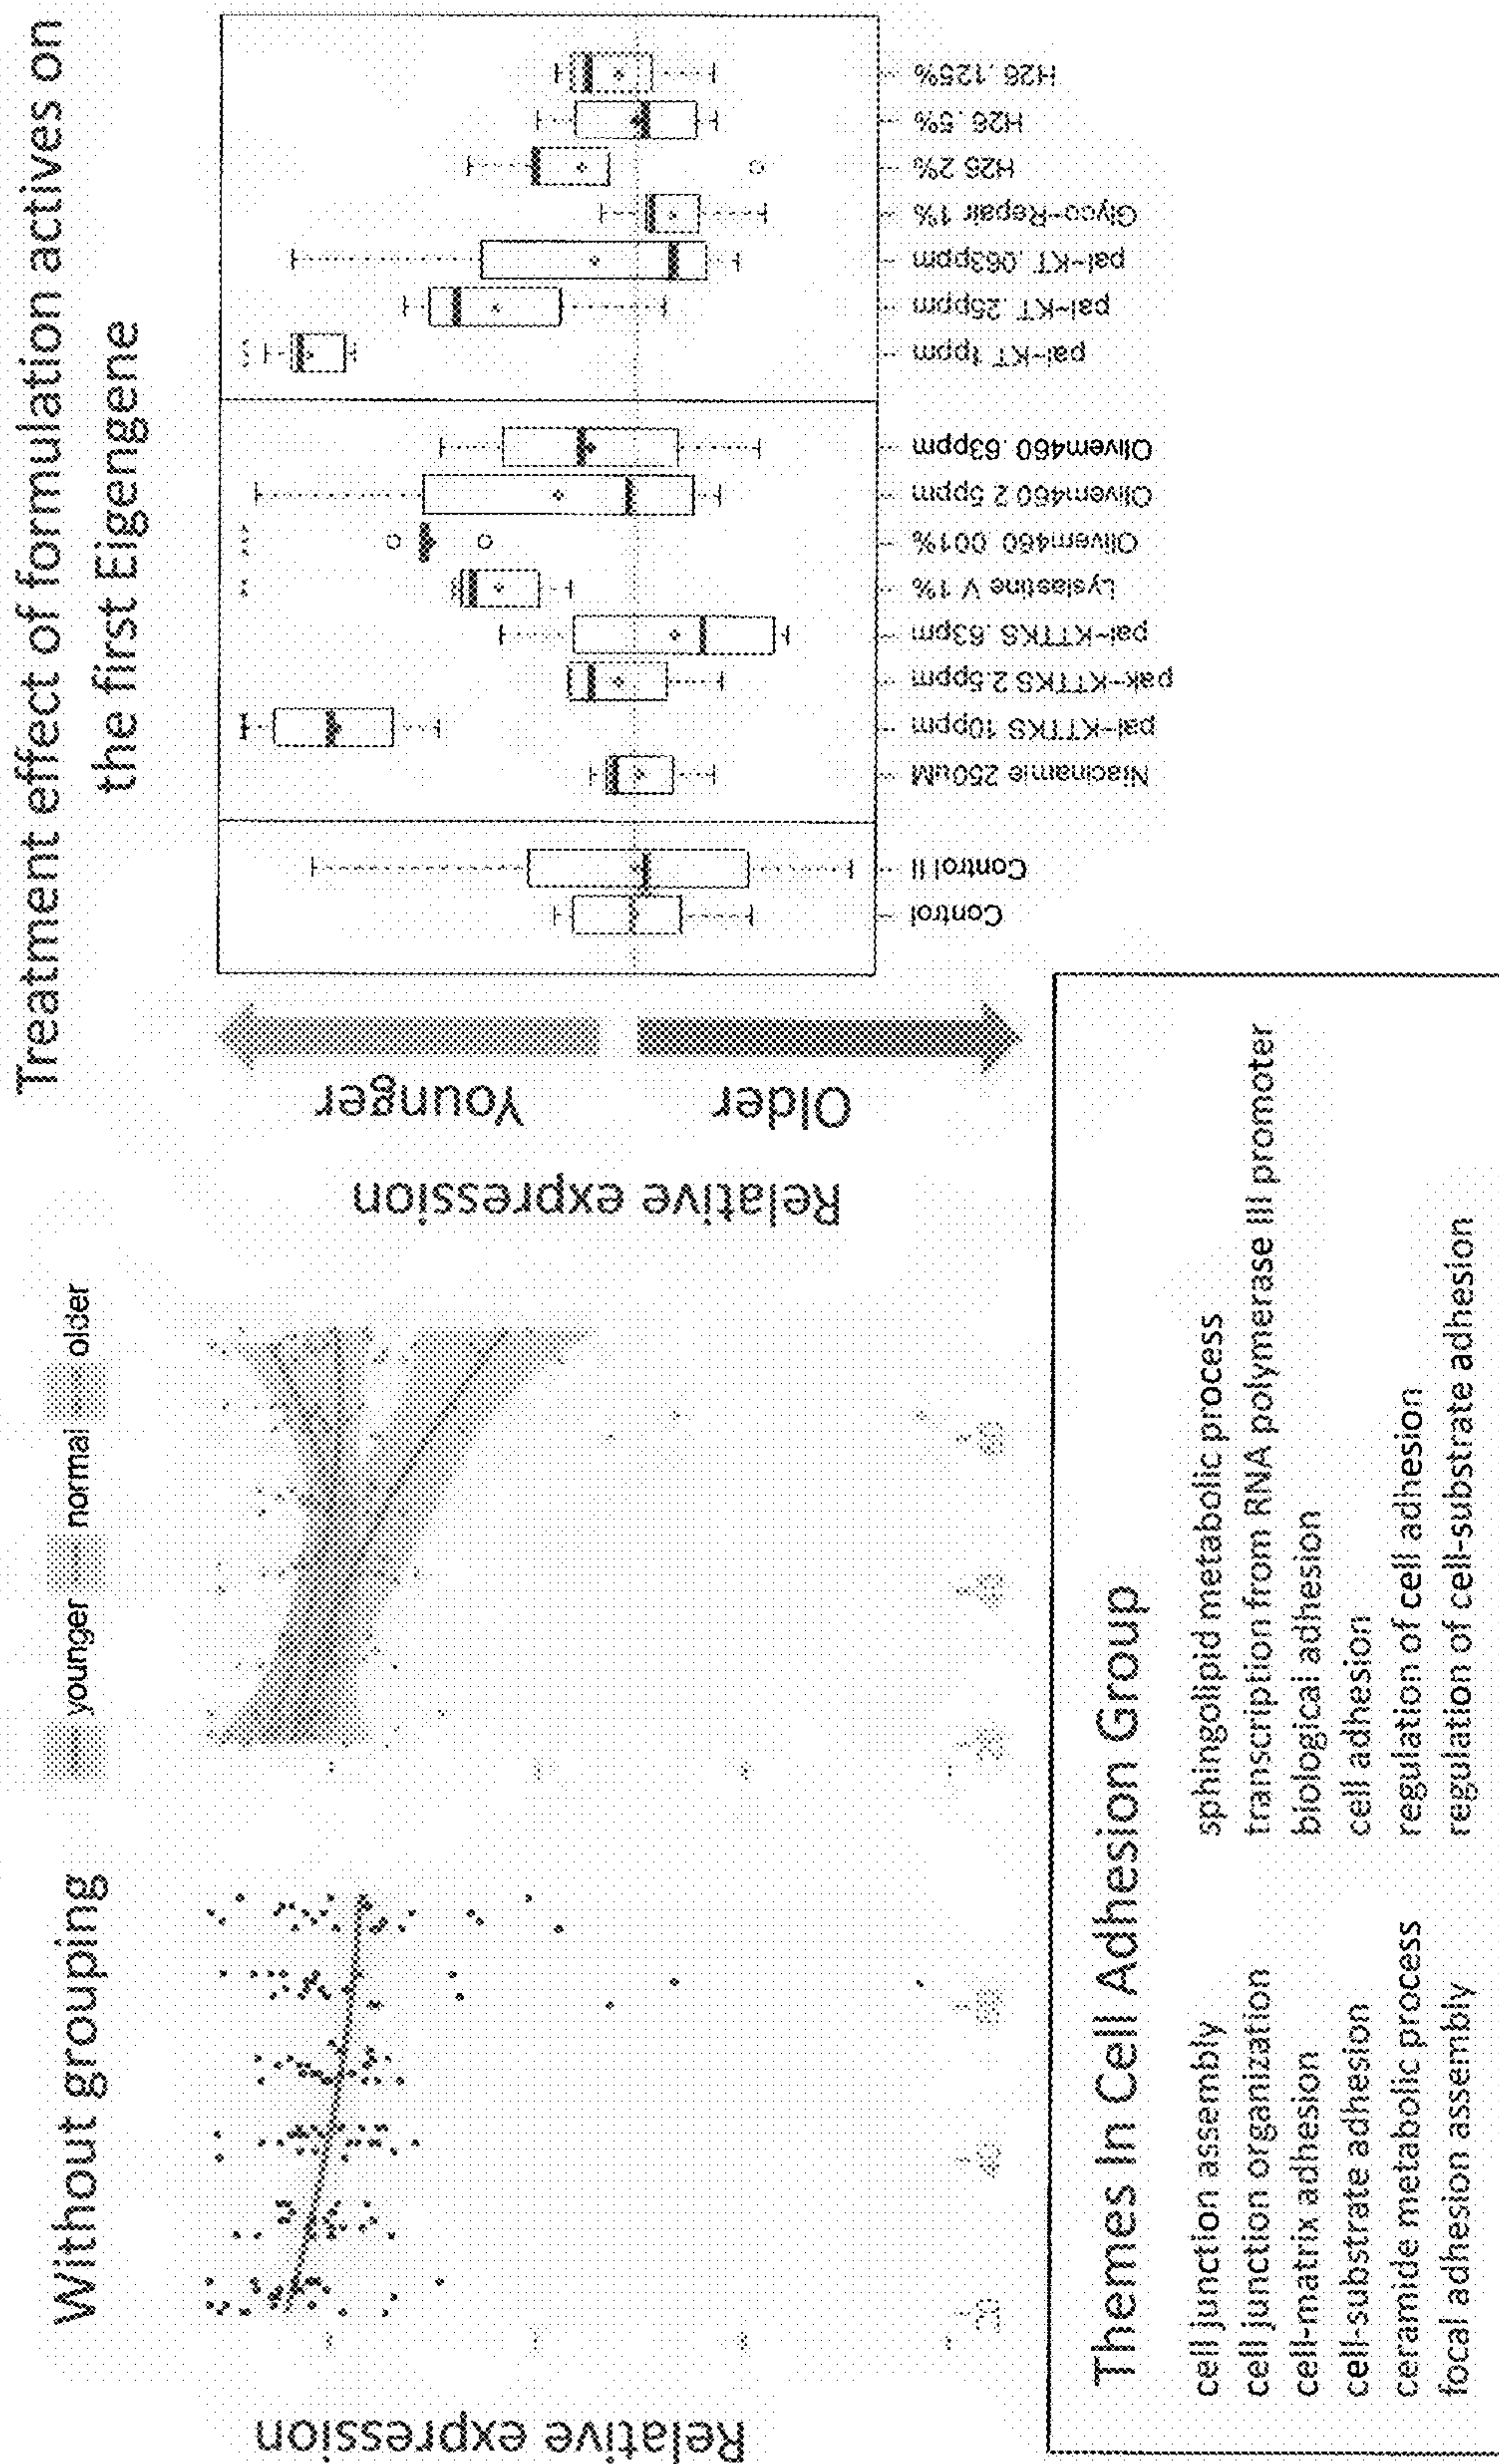 Without grouping
younger normal older
Treatment effect of formulation actives on
the first Eigengene
Relative expression
Relative expression
Younger
Older
Control
Control II
Niacinamie 250uM
pal-KTTKS 10ppm
pak-KTTKS 2.5ppm
pal-KTTKS .63pm
Lyslastine V 1%
Olivem460 .001%
Olivem460 2 5ppm
Olivem460 .63ppm
pal-KT 1ppm
pal-KT .25ppm
pal-KT .063ppm
Glyco-Repair 1%
H26 2%
H26 .5%
H26 .125%
Themes In Cell Adhesion Group
cell junction assembly
cell junction organization
cell-matrix adhesion
cell-substrate adhesion
ceramide metabolic process
focal adhesion assembly
sphingolipid metabolic process
transcription from RNA polymerase III promoter
biological adhesion
cell adhesion
regulation of cell adhesion
regulation of cell-substrate adhesion